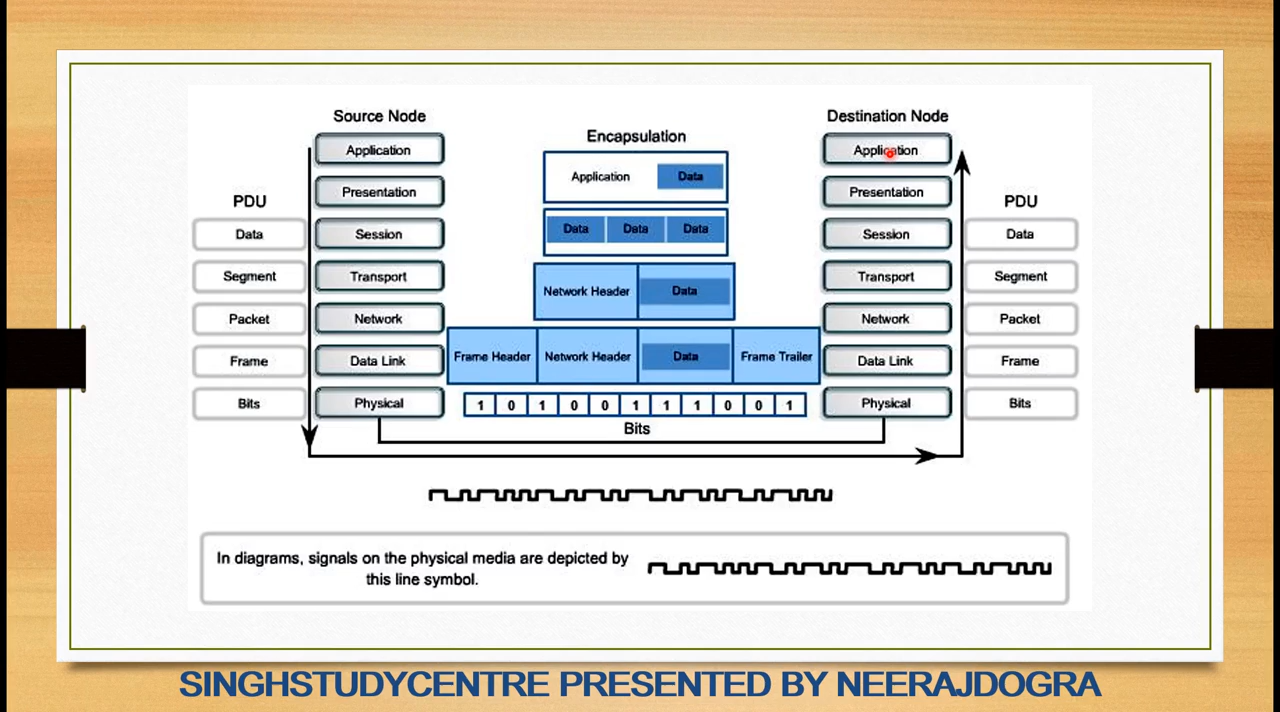 Source Node
Destination Node
Encapsulation
Application
Application
Data
Application
Presentation
Presentation
PDU
PDU
Data
Session
Data Data Data
Session
Data
Segment
Transport
Network Header Data
Transport
Segment
Packet
Network
Network
Packet
Frame
Data Link
Frame Header Network Header Data Frame Trailer
Data Link
Frame
Bits
Physical
1 0 1 0 0 1 1 1 0 0 1
Physical
Bits
Bits
In diagrams, signals on the physical media are depicted by
this line symbol.
SINGHSTUDYCENTRE PRESENTED BY NEERAJDOGRA